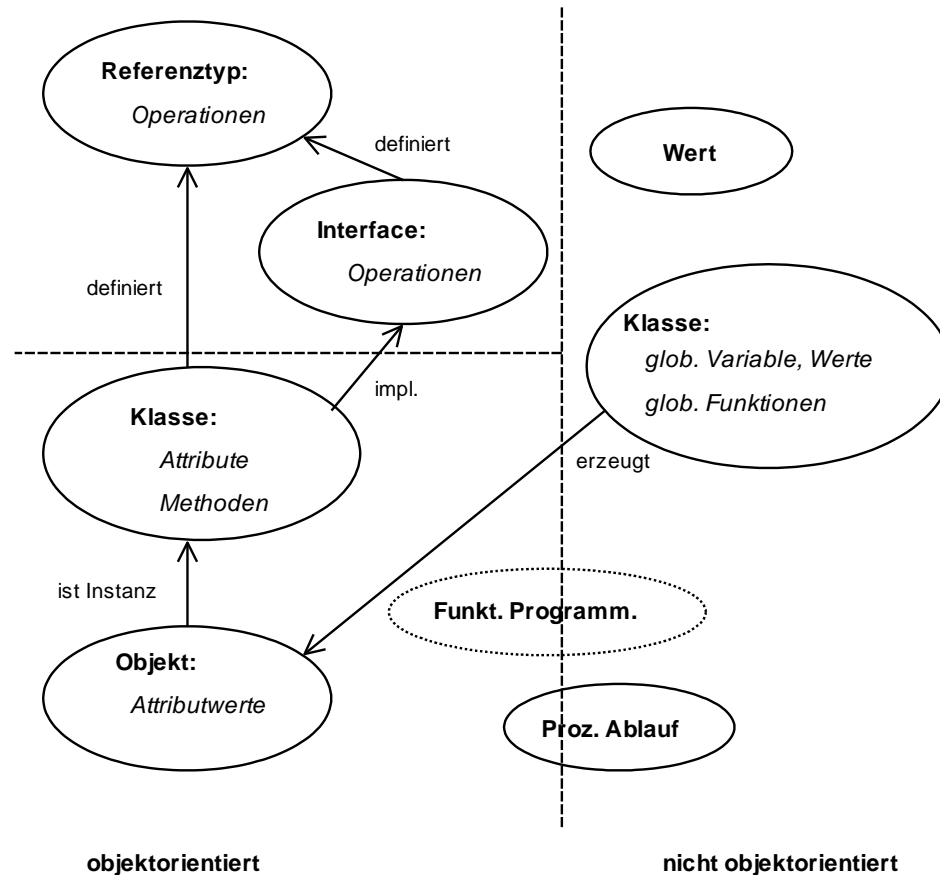 Referenztyp:
Operationen
definiert
Wert
Interface:
Operationen
definiert
Klasse:
glob. Variable, Werte
glob. Funktionen
impl.
Klasse:
Attribute
Methoden
erzeugt
ist Instanz
Funkt. Programm.
Objekt:
Attributwerte
Proz. Ablauf
objektorientiert
nicht objektorientiert